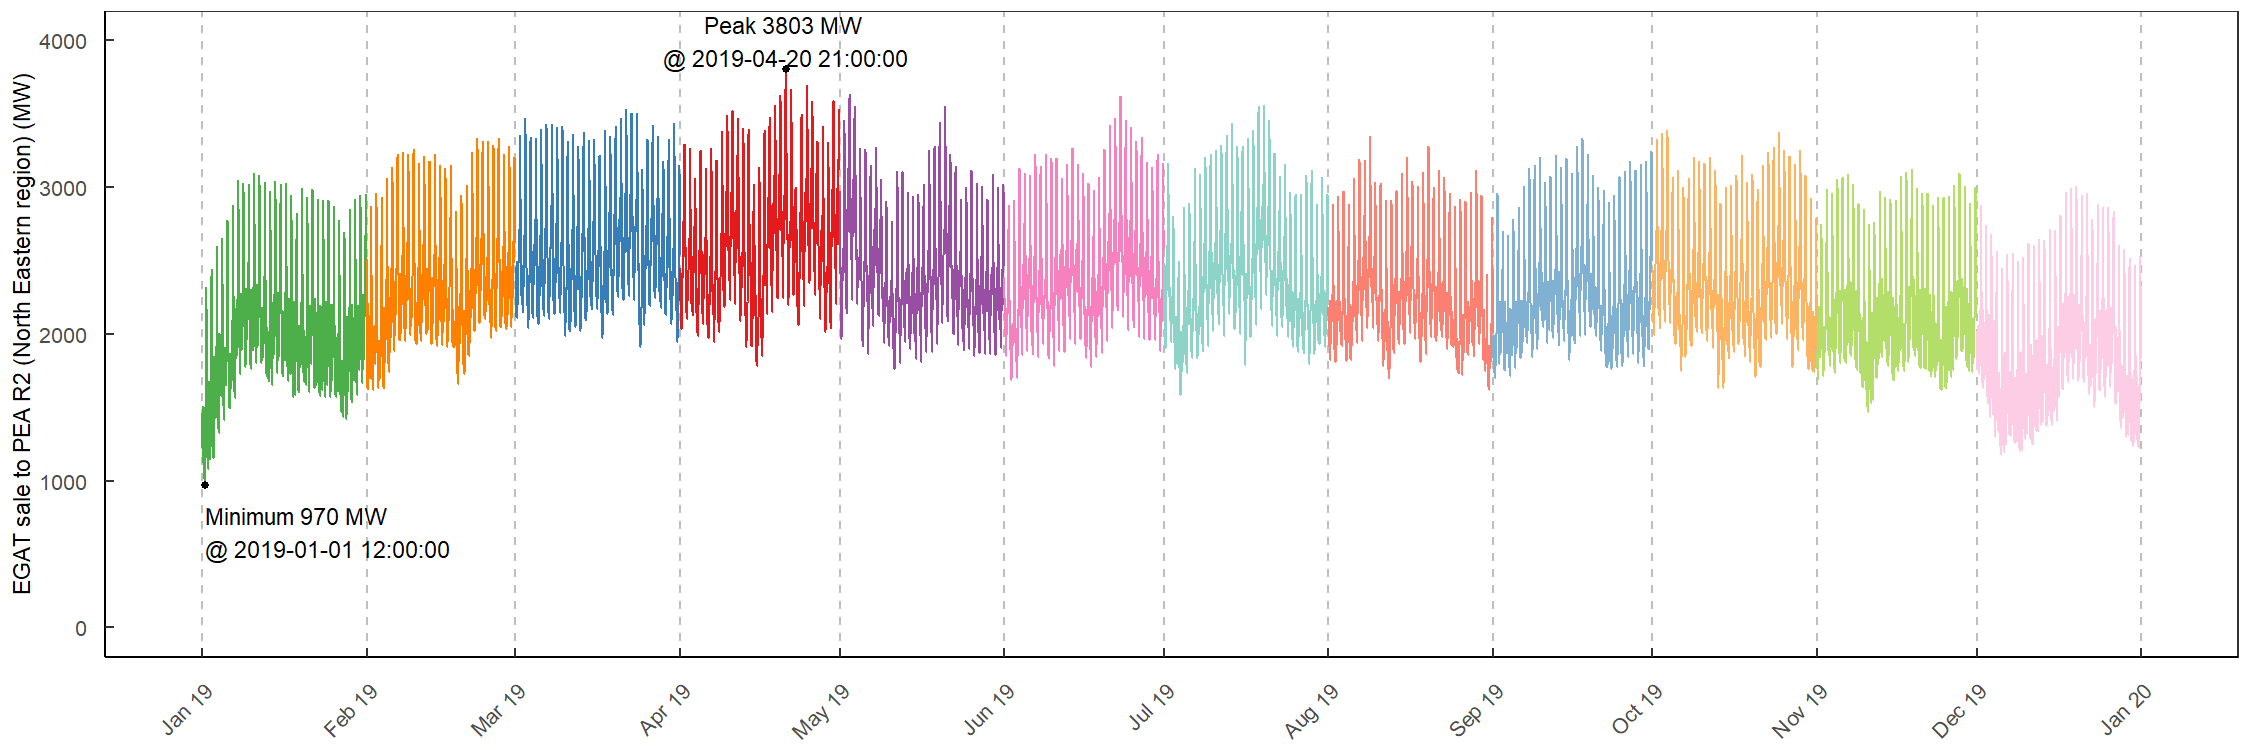 Peak 3803 MW
@ 2019-04-20 21:00:00
EGAT sale to PEA R2 (North Eastern region) (MW)
4000
3000
2000
1000
0
Minimum 970 MW
@ 2019-01-01 12:00:00
Jan 19
Feb 19
Mar 19
Apr 19
May 19
Jun 19
Jul 19
Aug 19
Sep 19
Oct 19
Nov 19
Dec 19
Jan 20